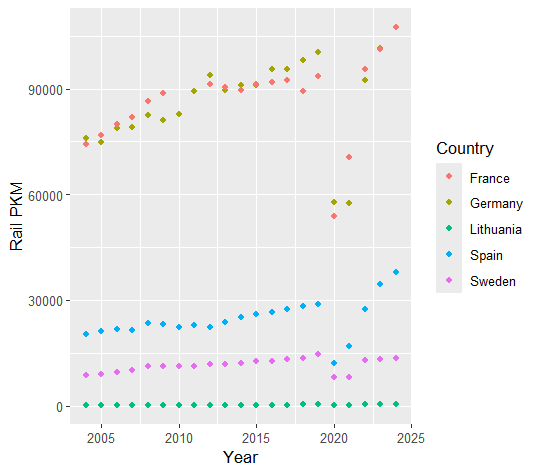 90000
60000
30000
0
Rail PKM
2005
2010
2015
2020
2025
Year
Country
France
Germany
Lithuania
Spain
Sweden